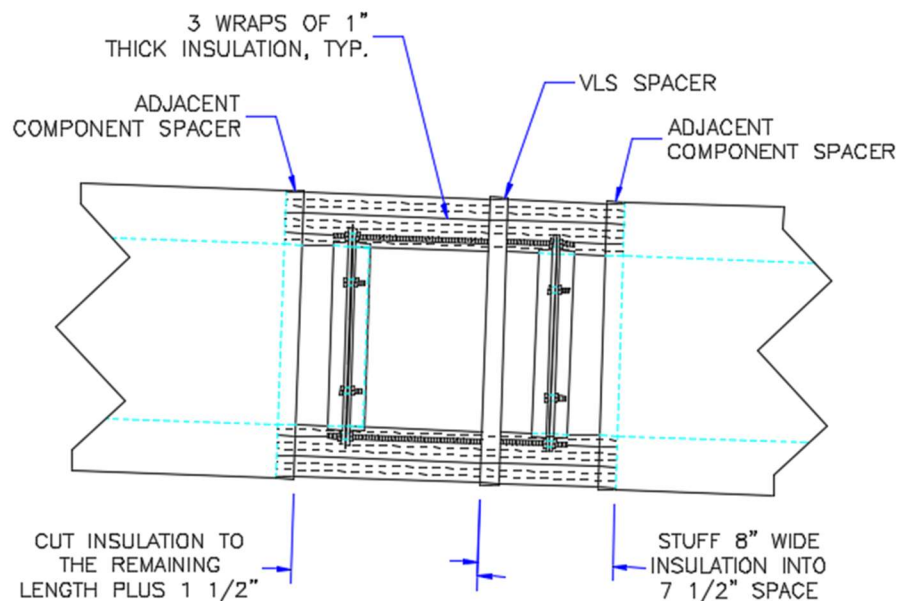 3 WRAPS OF 1"
THICK INSULATION, TYP.
VLS SPACER
ADJACENT
COMPONENT SPACER
ADJACENT
COMPONENT SPACER
CUT INSULATION TO
THE REMAINING
LENGTH PLUS 1 1/2"
STUFF 8" WIDE
INSULATION INTO
7 1/2" SPACE